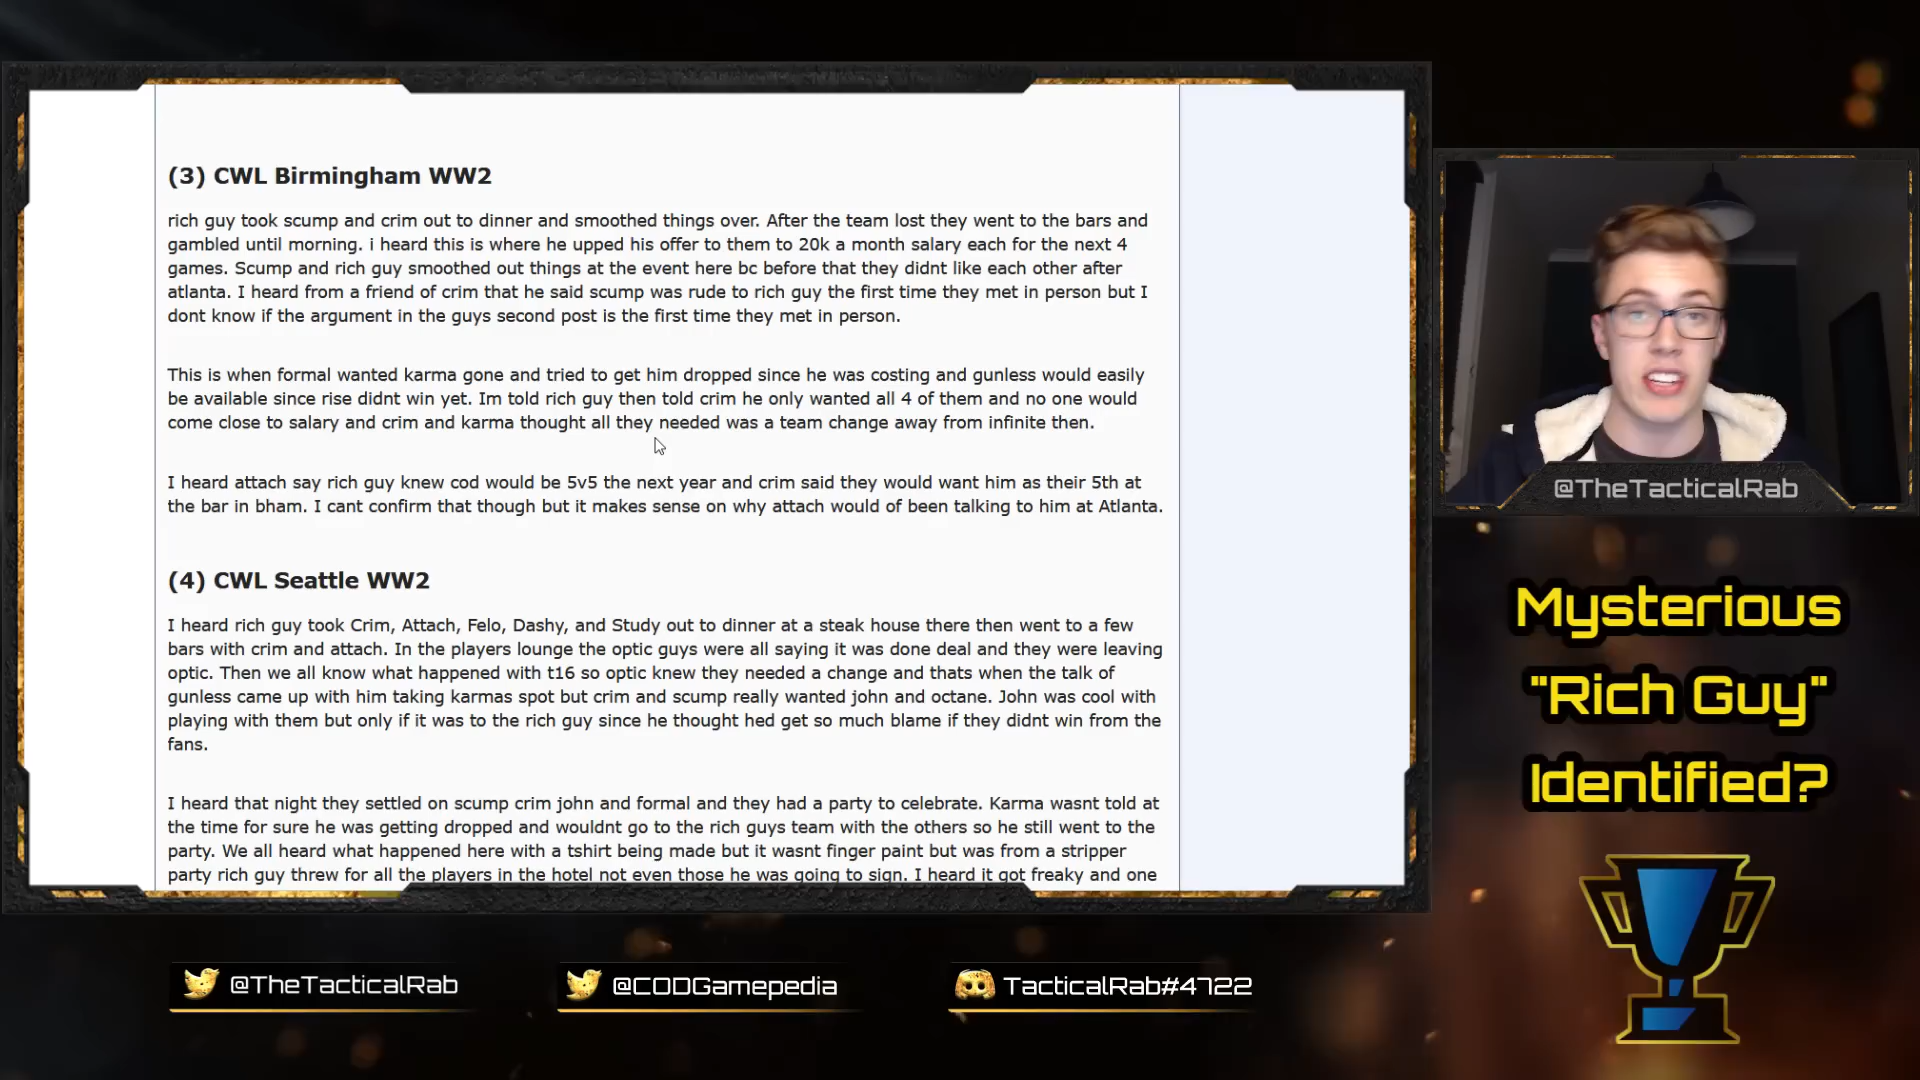 (3) CWL Birmingham WW2
rich guy took scump and crim out to dinner and smoothed things over. After the team lost they went to the bars and
gambled until morning. i heard this is where he upped his offer to them to 20k a month salary each for the next 4
games. Scump and rich guy smoothed out things at the event here bc before that they didnt like each other after
atlanta. I heard from a friend of crim that he said scump was rude to rich guy the first time they met in person but I
dont know if the argument in the guys second post is the first time they met in person.
This is when formal wanted karma gone and tried to get him dropped since he was costing and gunless would easily
be available since rise didnt win yet. Im told rich guy then told crim he only wanted all 4 of them and no one would
come close to salary and crim and karma thought all they needed was a team change away from infinite then.
I heard attach say rich guy knew cod would be 5v5 the next year and crim said they would want him as their 5th at
the bar in bham. I cant confirm that though but it makes sense on why attach would of been talking to him at Atlanta.
(4) CWL Seattle WW2
I heard rich guy took Crim, Attach, Felo, Dashy, and Study out to dinner at a steak house there then went to a few
bars with crim and attach. In the players lounge the optic guys were all saying it was done deal and they were leaving
optic. Then we all know what happened with t16 so optic knew they needed a change and thats when the talk of
gunless came up with him taking karmas spot but crim and scump really wanted john and octane. John was cool with
playing with them but only if it was to the rich guy since he thought hed get so much blame if they didnt win from the
fans.
I heard that night they settled on scump crim john and formal and they had a party to celebrate. Karma wasnt told at
the time for sure he was getting dropped and wouldnt go to the rich guys team with the others so he still went to the
party. We all heard what happened here with a tshirt being made but it wasnt finger paint but was from a stripper
party rich guy threw for all the players in the hotel not even those he was going to sign. I heard it got freaky and one
@TheTacticalRab
Mysterious
"Rich Guy"
Identified?
@TheTacticalRab
@CODGamepedia
TacticalRab#4722